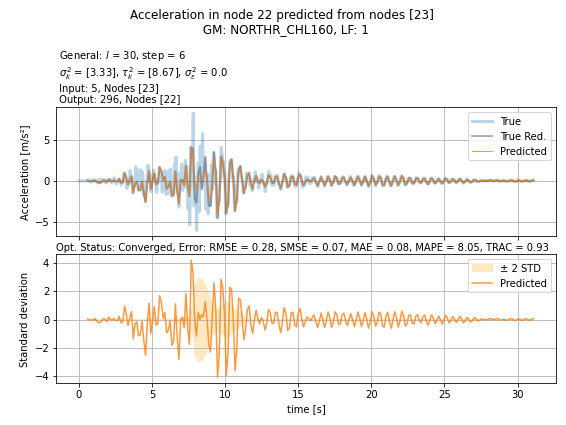 Acceleration in node 22 predicted from nodes [23]
GM: NORTHR_CHL160, LF: 1
General: l = 30, step = 6
σ²ₖ = [3.33], τ²ₖ = [8.67], σ²ε = 0.0
Input: 5, Nodes [23]
Output: 296, Nodes [22]
Acceleration [m/s²]
5
0
−5
True
True Red.
Predicted
Opt. Status: Converged, Error: RMSE = 0.28, SMSE = 0.07, MAE = 0.08, MAPE = 8.05, TRAC = 0.93
Standard deviation
4
2
0
−2
−4
± 2 STD
Predicted
0 5 10 15 20 25 30
time [s]